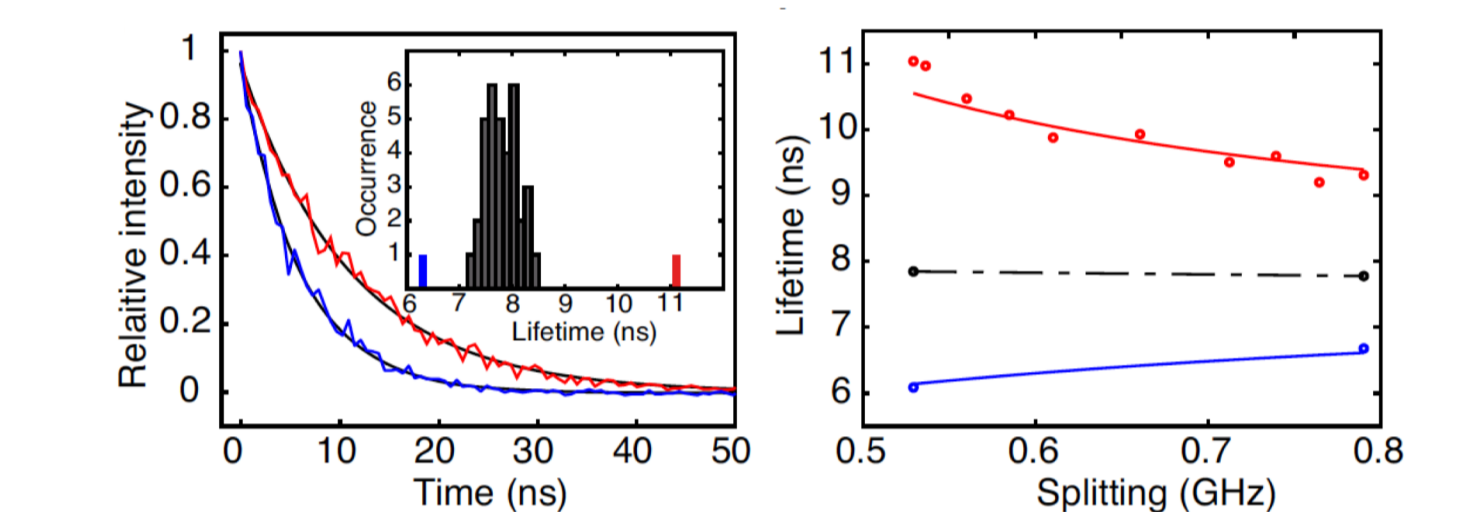 Relaitive intensity
1
0.8
0.6
0.4
0.2
0
0 10 20 30 40 50
Time (ns)
Occurrence
6
5
4
3
2
1
6 7 8 9 10 11
Lifetime (ns)
Lifetime (ns)
11
10
9
8
7
6
0.5 0.6 0.7 0.8
Splitting (GHz)